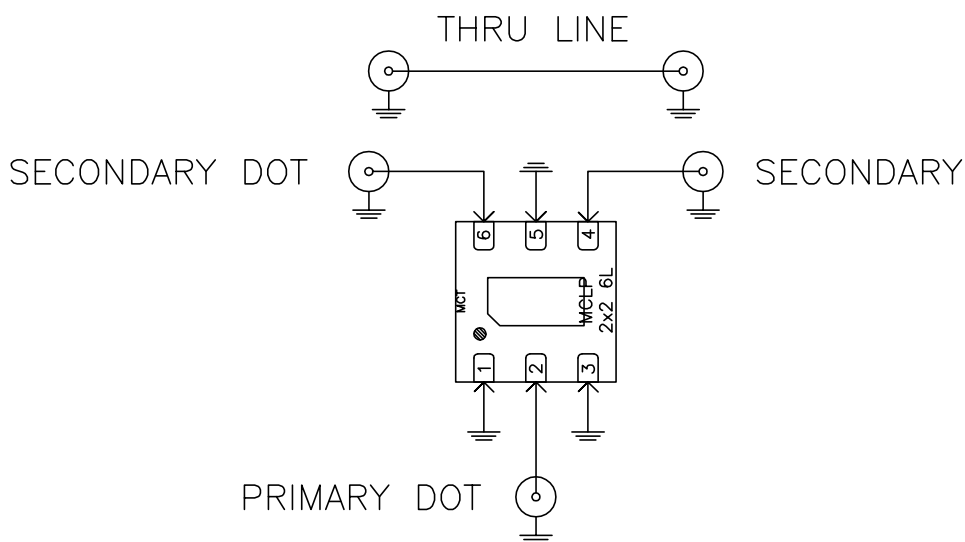 THRU LINE
SECONDARY DOT
SECONDARY
6
5
4
MCT
MCLP
2x2 6L
1
2
3
PRIMARY DOT